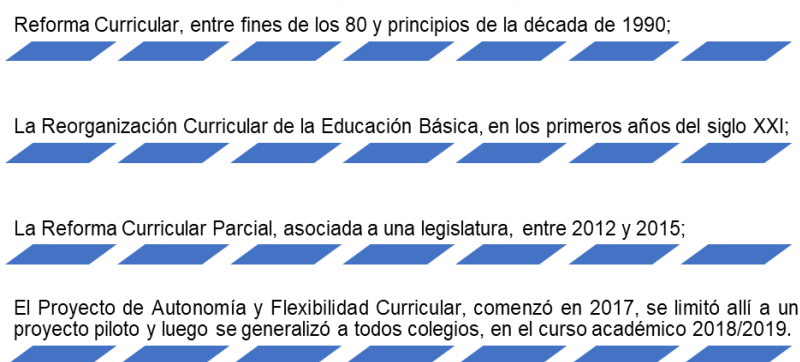 Reforma Curricular, entre fines de los 80 y principios de la década de 1990;
La Reorganización Curricular de la Educación Básica, en los primeros años del siglo XXI;
La Reforma Curricular Parcial, asociada a una legislatura, entre 2012 y 2015;
El Proyecto de Autonomía y Flexibilidad Curricular, comenzó en 2017, se limitó allí a un
proyecto piloto y luego se generalizó a todos colegios, en el curso académico 2018/2019.